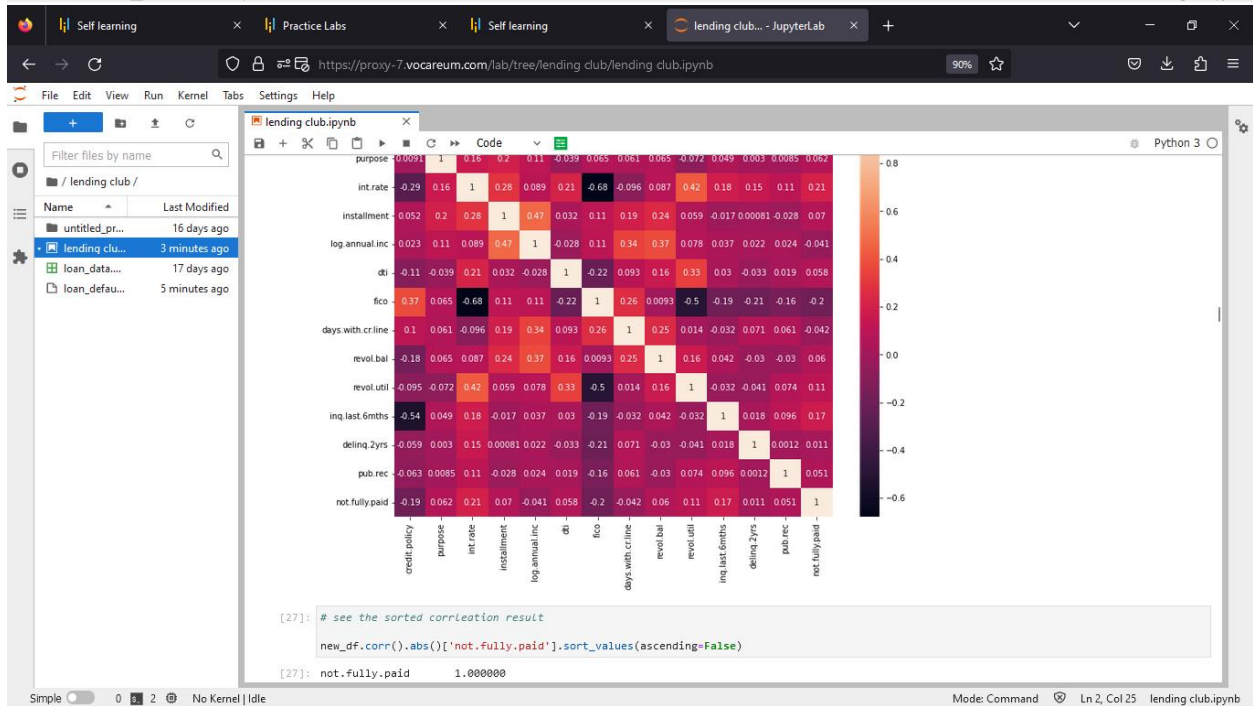 Self learning
Practice Labs
Self learning
lending club... - JupyterLab
https://proxy-7.vocareum.com/lab/tree/lending club/lending club.ipynb
90%
File Edit View Run Kernel Tabs Settings Help
Filter files by name
/ lending club /
Name Last Modified
untitled_pr... 16 days ago
lending clu... 3 minutes ago
loan_data.... 17 days ago
loan_defau... 5 minutes ago
lending club.ipynb
Code
Python 3
purpose -0.0091 1 0.16 0.2 0.11 -0.039 0.065 0.061 0.065 -0.072 0.049 0.003 0.0085 0.062
int.rate -0.29 0.16 1 0.28 0.089 0.21 -0.68 -0.096 0.087 0.42 0.18 0.15 0.11 0.21
installment 0.052 0.2 0.28 1 0.47 0.032 0.11 0.19 0.24 0.059 -0.017 0.00081 -0.028 0.07
log.annual.inc 0.023 0.11 0.089 0.47 1 -0.028 0.11 0.34 0.37 0.078 0.037 0.022 0.024 -0.041
dti -0.11 -0.039 0.21 0.032 -0.028 1 -0.22 0.093 0.16 0.33 0.03 -0.033 0.019 0.058
fico 0.37 0.065 -0.68 0.11 0.11 -0.22 1 0.26 0.0093 -0.5 -0.19 -0.21 -0.16 -0.2
days.with.cr.line 0.1 0.061 -0.096 0.19 0.34 0.093 0.26 1 0.25 0.014 -0.032 0.071 0.061 -0.042
revol.bal -0.18 0.065 0.087 0.24 0.37 0.16 0.0093 0.25 1 0.16 0.042 -0.03 -0.03 0.06
revol.util -0.095 -0.072 0.42 0.059 0.078 0.33 -0.5 0.014 0.16 1 -0.032 -0.041 0.074 0.11
inq.last.6mths -0.54 0.049 0.18 -0.017 0.037 0.03 -0.19 -0.032 0.042 -0.032 1 0.018 0.096 0.17
delinq.2yrs -0.059 0.003 0.15 0.00081 0.022 -0.033 -0.21 0.071 -0.03 -0.041 0.018 1 0.0012 0.011
pub.rec -0.063 0.0085 0.11 -0.028 0.024 0.019 -0.16 0.061 -0.03 0.074 0.096 0.0012 1 0.051
not.fully.paid -0.19 0.062 0.21 0.07 -0.041 0.058 -0.2 -0.042 0.06 0.11 0.17 0.011 0.051 1
credit.policy
purpose
int.rate
installment
log.annual.inc
dti
fico
days.with.cr.line
revol.bal
revol.util
inq.last.6mths
delinq.2yrs
pub.rec
not.fully.paid
0.8
0.6
0.4
0.2
0.0
−0.2
−0.4
−0.6
[27]: # see the sorted corrleation result
new_df.corr().abs()['not.fully.paid'].sort_values(ascending=False)
[27]: not.fully.paid 1.000000
Simple 0 2 No Kernel | Idle Mode: Command Ln 2, Col 25 lending club.ipynb